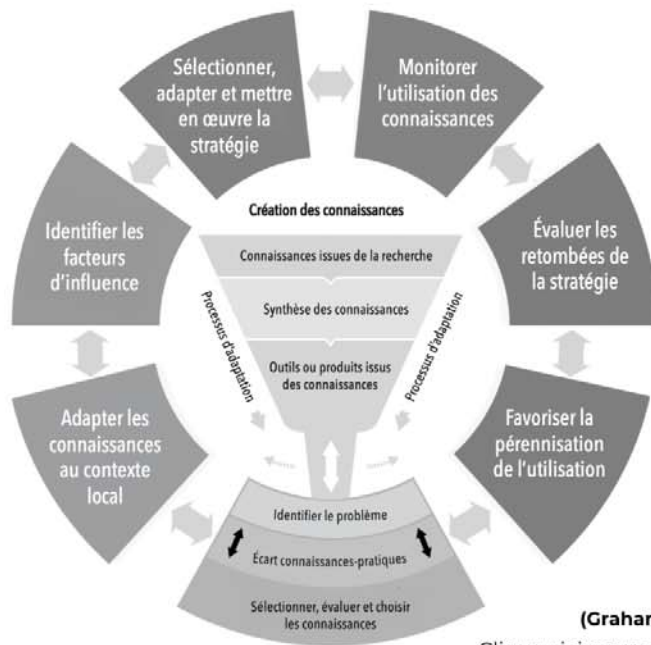 Sélectionner,
adapter et mettre
en œuvre la
stratégie
Monitorer
l'utilisation des
connaissances
Identifier les
facteurs
d'influence
Création des connaissances
Connaissances issues de la recherche
Synthèse des connaissances
Outils ou produits issus
des connaissances
Processus d'adaptation
Processus d'adaptation
Évaluer les
retombées de
la stratégie
Adapter les
connaissances
au contexte
local
Favoriser la
pérennisation
de l'utilisation
Identifier le problème
Écart connaissances-pratiques
Sélectionner, évaluer et choisir
les connaissances
(Graham